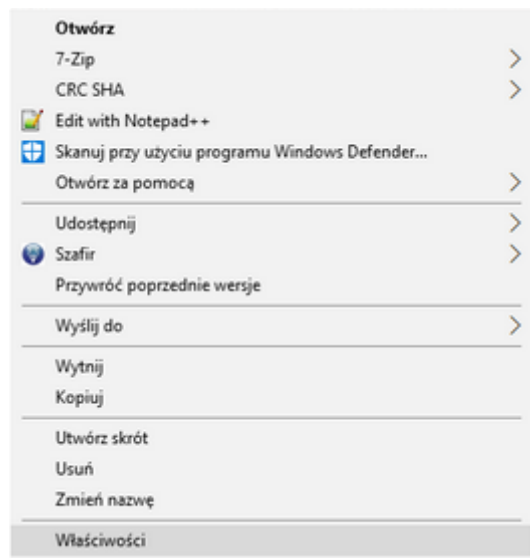 Otwórz
7-Zip
CRC SHA
Edit with Notepad++
Skanuj przy użyciu programu Windows Defender...
Otwórz za pomocą
Udostępnij
Szafir
Przywróć poprzednie wersje
Wyślij do
Wytnij
Kopiuj
Utwórz skrót
Usuń
Zmień nazwę
Właściwości